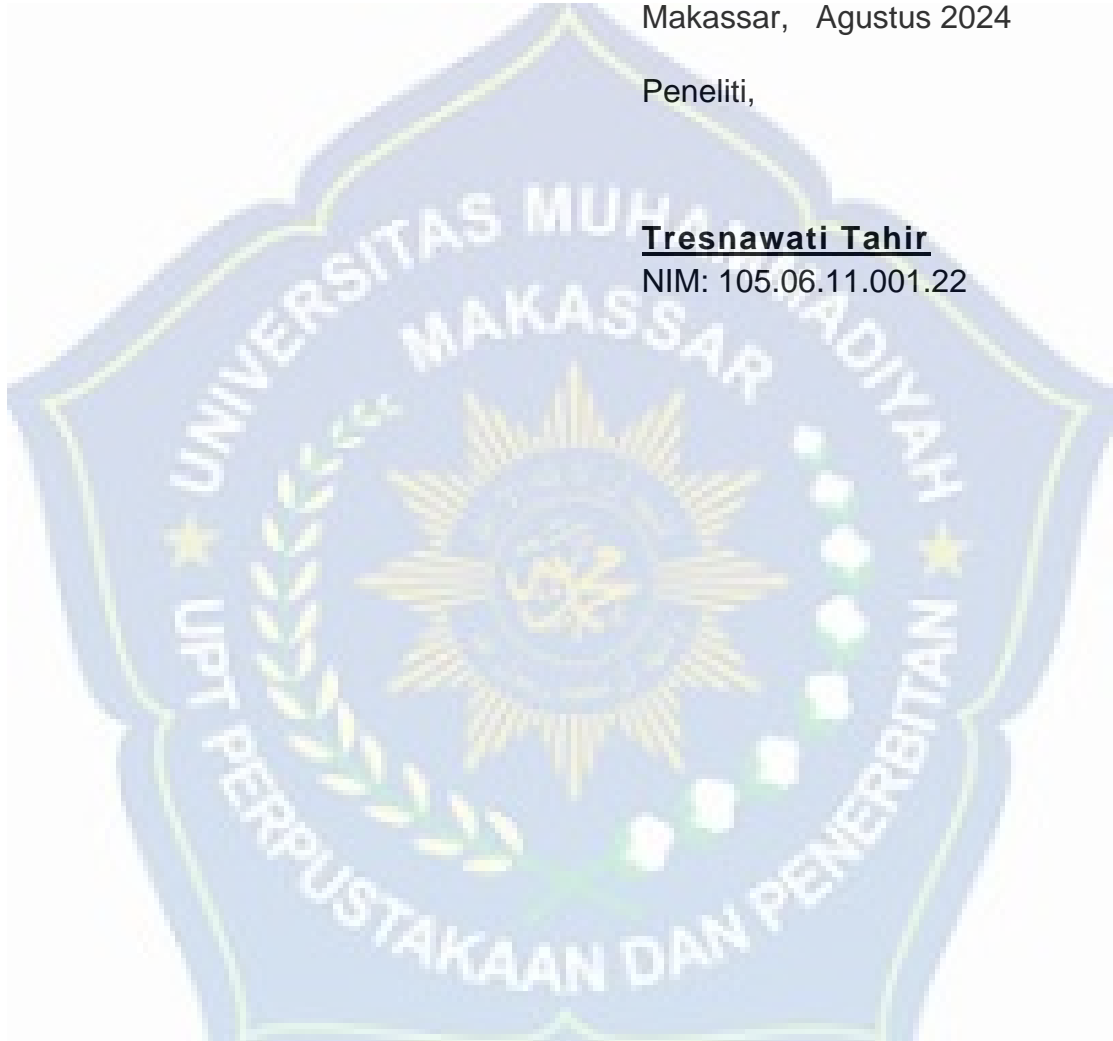 Makassar, Agustus 2024
Peneliti,
Tresnawati Tahir
NIM: 105.06.11.001.22
UNIVERSITAS MUHAMMADIYAH
MAKASSAR
UPT PERPUSTAKAAN DAN PENERBITAN